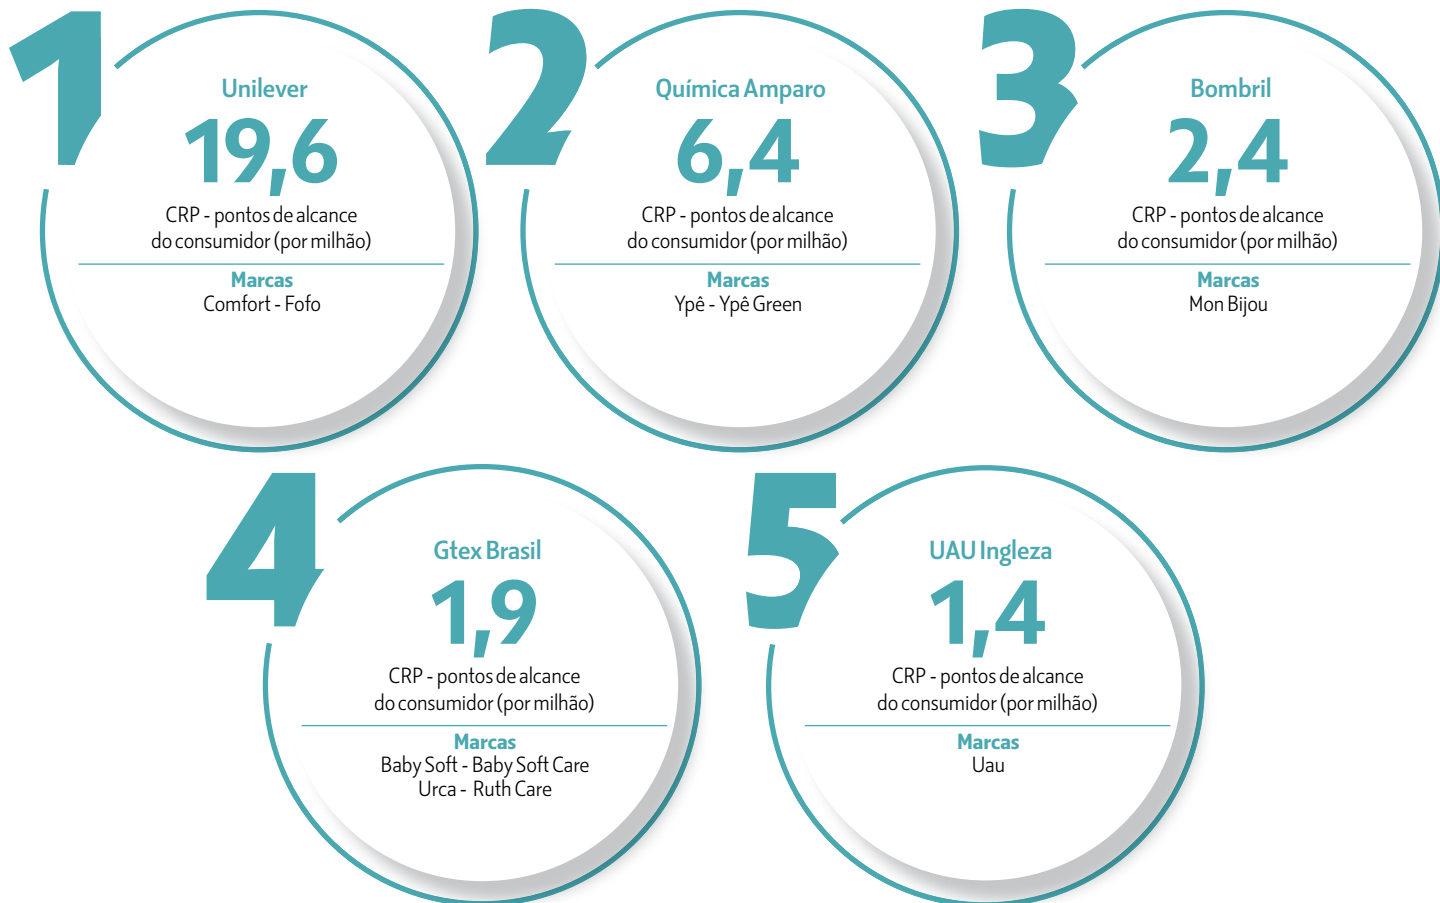 1
Unilever
19,6
CRP - pontos de alcance
do consumidor (por milhão)
Marcas
Comfort - Fofo
2
Química Amparo
6,4
CRP - pontos de alcance
do consumidor (por milhão)
Marcas
Ypê - Ypê Green
3
Bombril
2,4
CRP - pontos de alcance
do consumidor (por milhão)
Marcas
Mon Bijou
4
Gtex Brasil
1,9
CRP - pontos de alcance
do consumidor (por milhão)
Marcas
Baby Soft - Baby Soft Care
Urca - Ruth Care
5
UAU Ingleza
1,4
CRP - pontos de alcance
do consumidor (por milhão)
Marcas
Uau